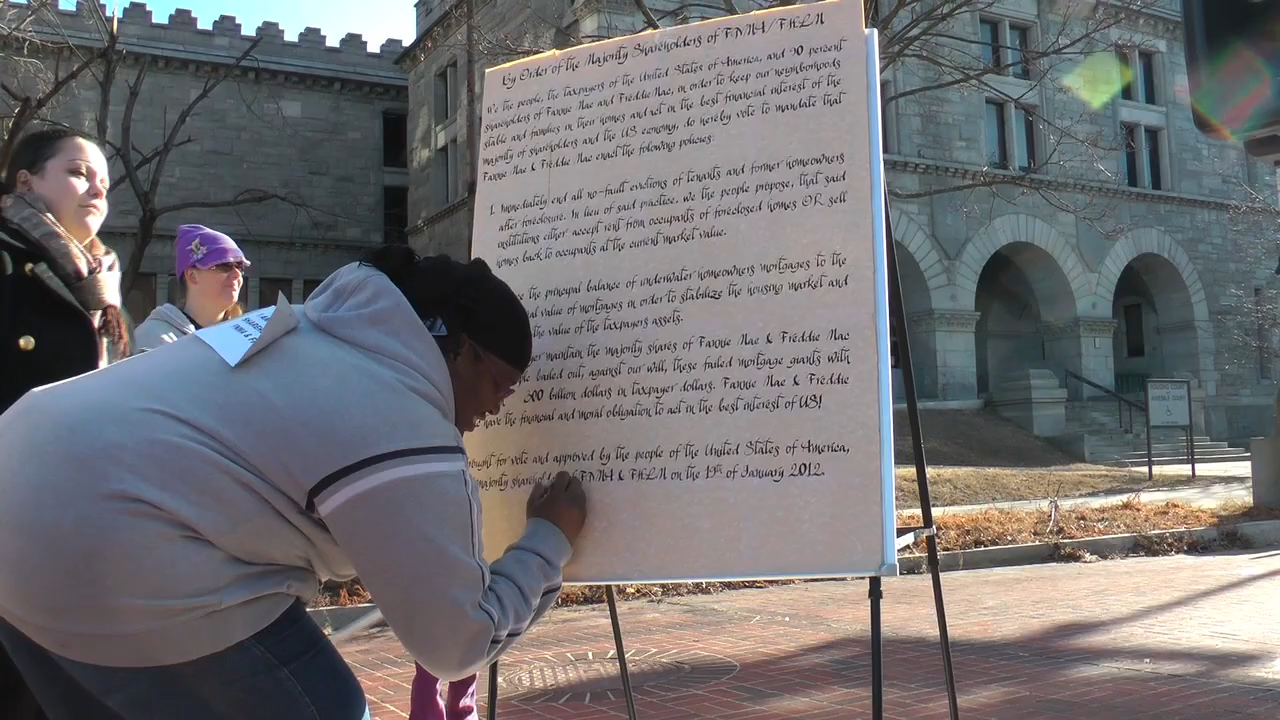 By Order of the Majority Shareholders of FNMA/FHLM
We the people, the taxpayers of the United States of America, and 90 percent
shareholders of Fannie Mae and Freddie Mac, in order to keep our neighborhoods
stable and families in their homes and act in the best financial interest of the
majority of shareholders and the US economy, do hereby vote to mandate that
Fannie Mae & Freddie Mac enact the following policies:
1. Immediately end all no-fault evictions of tenants and former homeowners
after foreclosure. In lieu of said practice, we the people propose, that said
institutions either accept rent from occupants of foreclosed homes OR sell
homes back to occupants at the current market value.
the principal balance of underwater homeowners mortgages to the
value of mortgages in order to stabilize the housing market and
the value of the taxpayers assets.
maintain the majority shares of Fannie Mae & Freddie Mac
bailed out, against our will, these failed mortgage giants with
300 billion dollars in taxpayer dollars. Fannie Mae & Freddie
have the financial and moral obligation to act in the best interest of US!
for vote and approved by the people of the United States of America,
majority FNMA & FHLM on the 19th of January 2012.